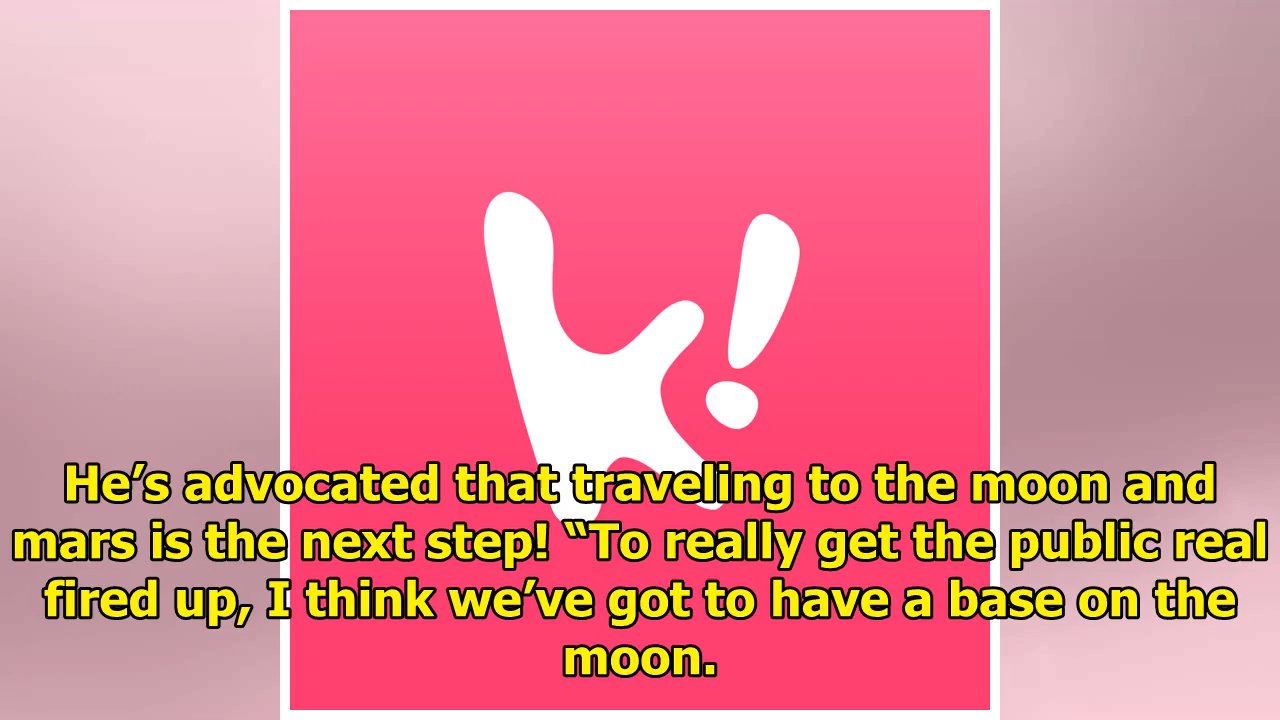 k!
He’s advocated that traveling to the moon and
mars is the next step! “To really get the public real
fired up, I think we’ve got to have a base on the
moon.